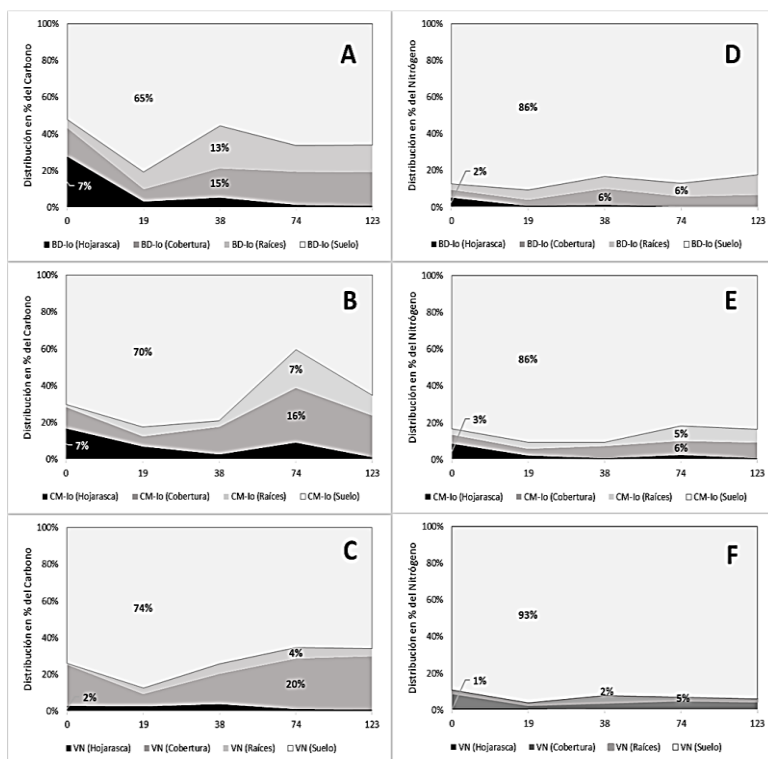 Distribución en % del Carbono
100%
80%
60%
40%
20%
0%
A
65%
13%
15%
7%
0 19 38 74 123
BD-Io (Hojarasca) BD-Io (Cobertura) BD-Io (Raíces) BD-Io (Suelo)
Distribución en % del Nitrógeno
100%
80%
60%
40%
20%
0%
D
86%
2%
6%
6%
0 19 38 74 123
BD-Io (Hojarasca) BD-Io (Cobertura) BD-Io (Raíces) BD-Io (Suelo)
Distribución en % del Carbono
100%
80%
60%
40%
20%
0%
B
70%
7%
16%
7%
0 19 38 74 123
CM-Io (Hojarasca) CM-Io (Cobertura) CM-Io (Raíces) CM-Io (Suelo)
Distribución en % del Nitrógeno
100%
80%
60%
40%
20%
0%
E
86%
3%
5%
6%
0 19 38 74 123
CM-Io (Hojarasca) CM-Io (Cobertura) CM-Io (Raíces) CM-Io (Suelo)
Distribución en % del Carbono
100%
80%
60%
40%
20%
0%
C
74%
4%
20%
2%
0 19 38 74 123
VN (Hojarasca) VN (Cobertura) VN (Raíces) VN (Suelo)
Distribución en % del Nitrógeno
100%
80%
60%
40%
20%
0%
F
93%
1%
2%
5%
0 19 38 74 123
VN (Hojarasca) VN (Cobertura) VN (Raíces) VN (Suelo)